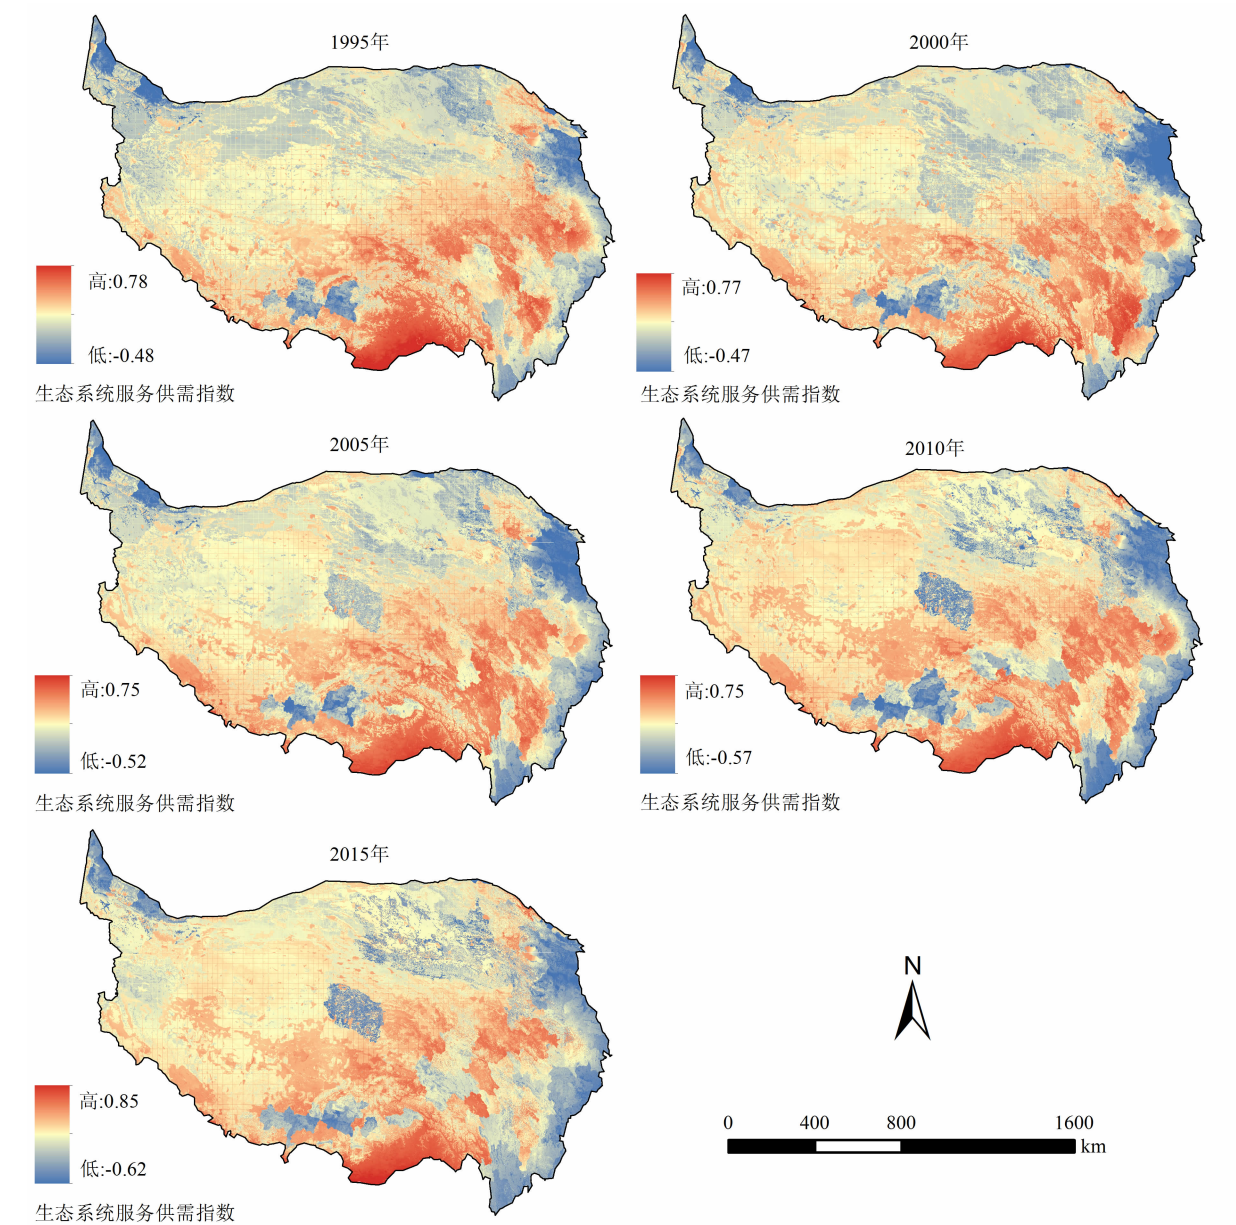 1995年
高:0.78
低:-0.48
生态系统服务供需指数
2000年
高:0.77
低:-0.47
生态系统服务供需指数
2005年
高:0.75
低:-0.52
生态系统服务供需指数
2010年
高:0.75
低:-0.57
生态系统服务供需指数
2015年
高:0.85
低:-0.62
生态系统服务供需指数
N
0 400 800 1600
km